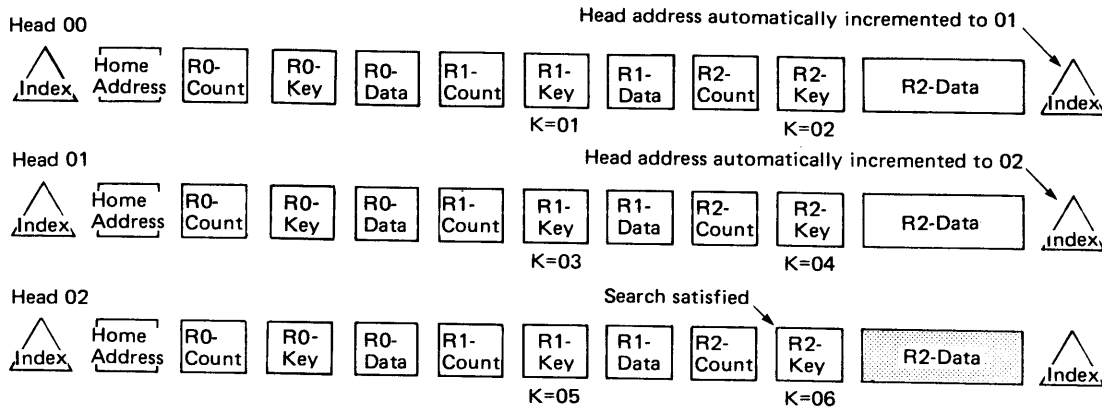 Head address automatically incremented to 01
Head 00
Index Home Address R0-Count R0-Key R0-Data R1-Count R1-Key R1-Data R2-Count R2-Key R2-Data Index
K=01 K=02
Head address automatically incremented to 02
Head 01
Index Home Address R0-Count R0-Key R0-Data R1-Count R1-Key R1-Data R2-Count R2-Key R2-Data Index
K=03 K=04
Head 02
Search satisfied
Index Home Address R0-Count R0-Key R0-Data R1-Count R1-Key R1-Data R2-Count R2-Key R2-Data Index
K=05 K=06